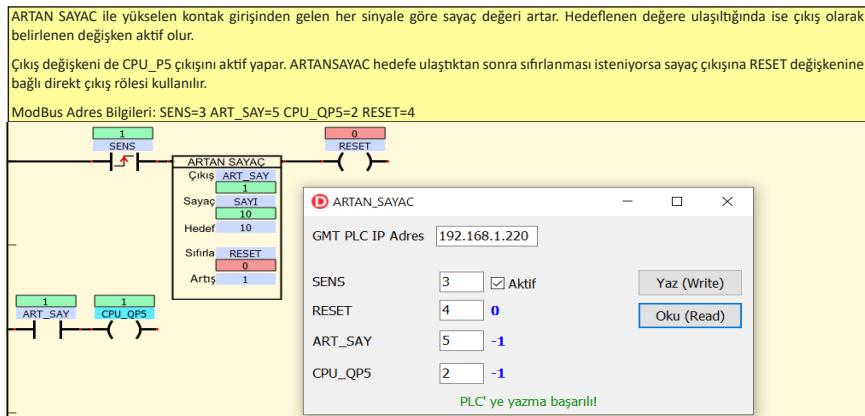 ARTAN SAYAC ile yükselen kontak girişinden gelen her sinyale göre sayaç değeri artar. Hedeflenen değere ulaşıltığında ise çıkış olarak
belirlenen değişken aktif olur.
Çıkış değişkeni de CPU_P5 çıkışını aktif yapar. ARTANSAYAC hedefe ulaştıktan sonra sıfırlanması isteniyorsa sayaç çıkışına RESET değişkenine
bağlı direkt çıkış rölesi kullanılır.
ModBus Adres Bilgileri: SENS=3 ART_SAY=5 CPU_QP5=2 RESET=4
1
SENS
0
RESET
ARTAN SAYAÇ
Çıkış ART_SAY
1
Sayaç SAYI
10
Hedef 10
Sıfırla RESET
0
Artış 1
1
ART_SAY
1
CPU_QP5
ARTAN_SAYAC
GMT PLC IP Adres 192.168.1.220
SENS 3 Aktif Yaz (Write)
RESET 4 0 Oku (Read)
ART_SAY 5 -1
CPU_QP5 2 -1
PLC' ye yazma başarılı!